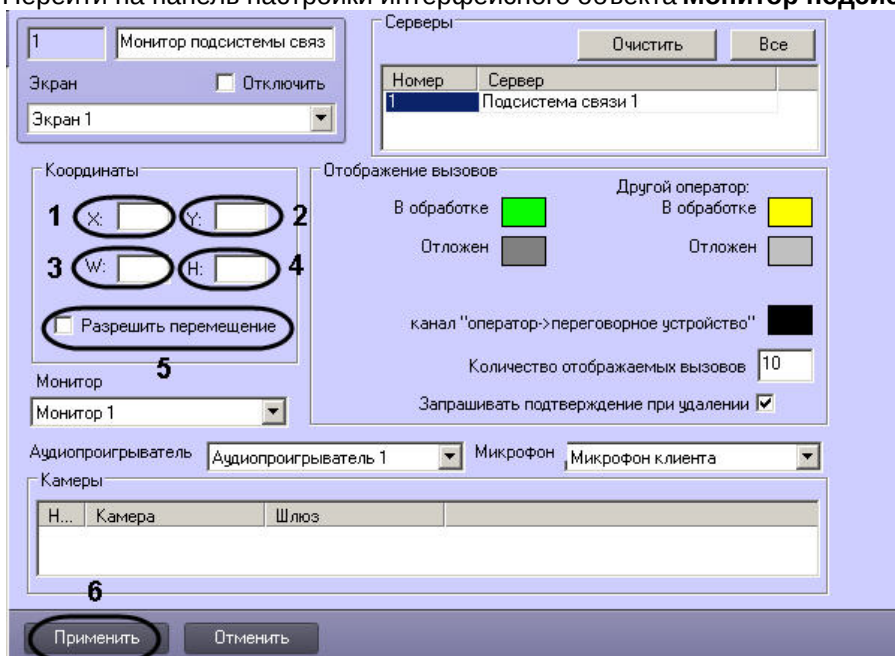 Перейти на панель настройки интерфейсного объекта Монитор подсис
1 Монитор подсистемы связ
Экран Отключить
Экран 1
Серверы
Очистить Все
Номер Сервер
1 Подсистема связи 1
Координаты
1 X: Y: 2
3 W: H: 4
Разрешить перемещение
5
Монитор
Монитор 1
Отображение вызовов
Другой оператор:
В обработке В обработке
Отложен Отложен
канал "оператор->переговорное устройство"
Количество отображаемых вызовов 10
Запрашивать подтверждение при удалении
Аудиопроигрыватель Аудиопроигрыватель 1 Микрофон Микрофон клиента
Камеры
Н... Камера Шлюз
6
Применить Отменить